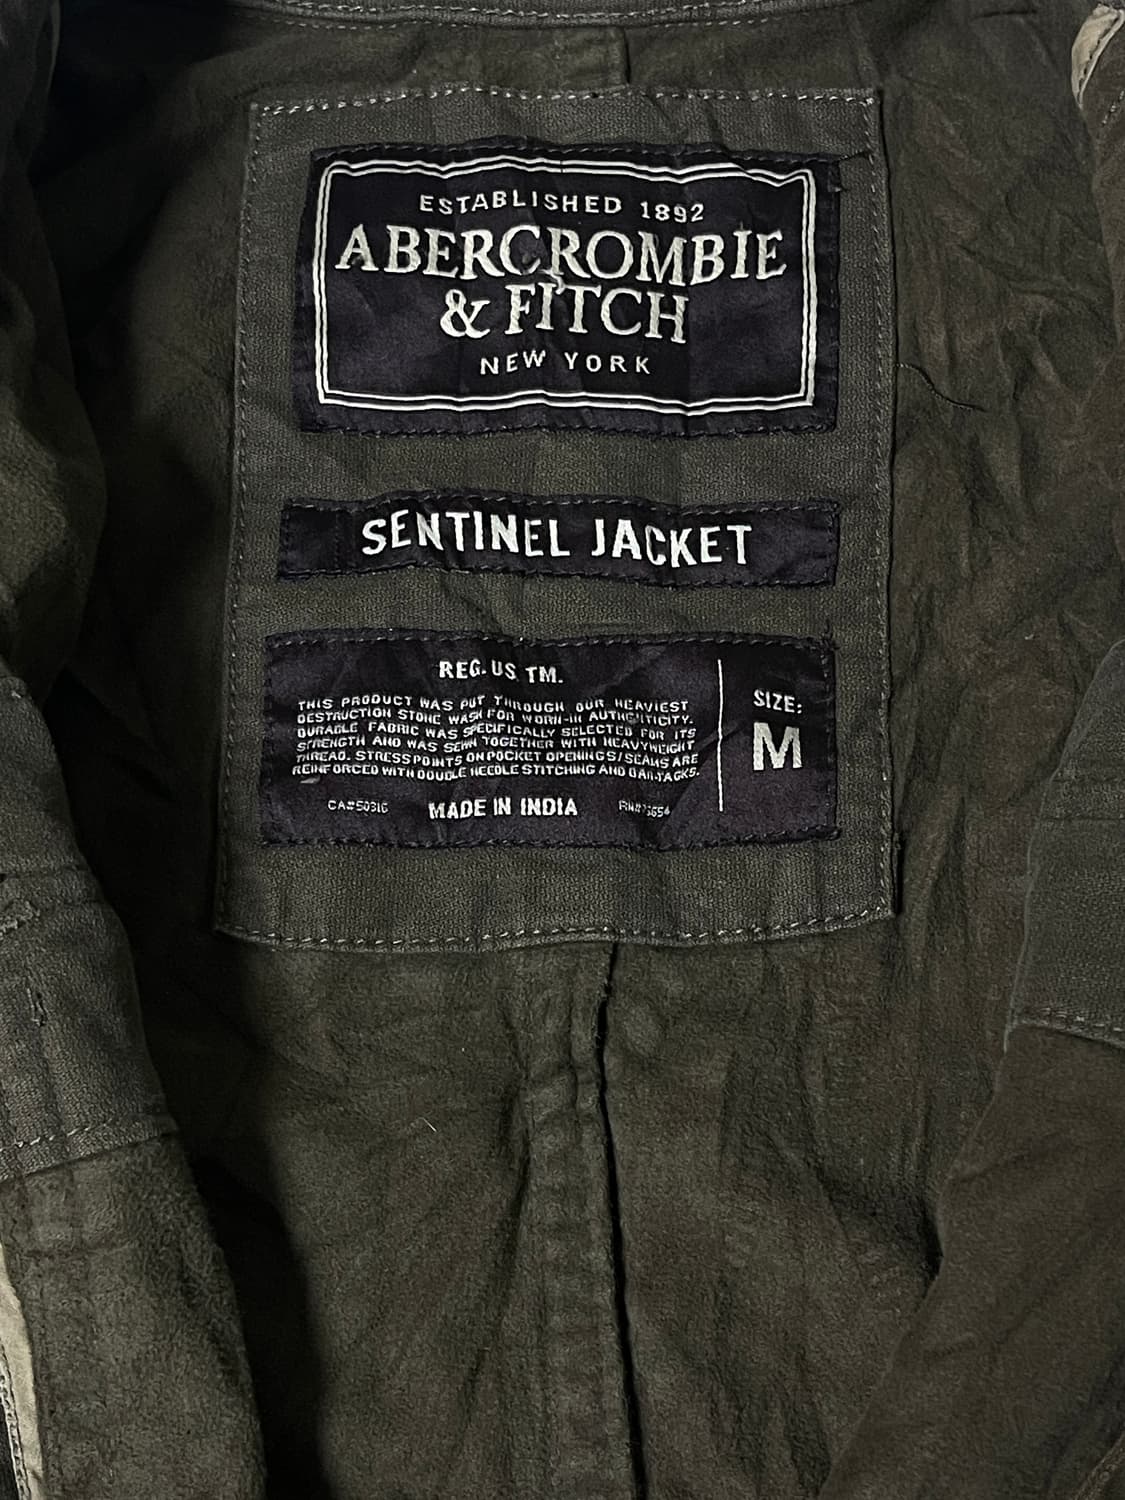 ESTABLISHED 1892
ABERCROMBIE
& FITCH
NEW YORK
SENTINEL JACKET
REG. US. TM.
THIS PRODUCT WAS PUT THROUGH OUR HEAVIEST
DESTRUCTION STONE WASH FOR WORN-IN AUTHENTICITY.
DURABLE FABRIC WAS SPECIFICALLY SELECTED FOR ITS
STRENGTH AND WAS SEWN TOGETHER WITH HEAVYWEIGHT
THREAD. STRESS POINTS ON POCKET OPENINGS/SEAMS ARE
REINFORCED WITH DOUBLE NEEDLE STITCHING AND BARTACKS.
CA#50316 MADE IN INDIA
SIZE:
M